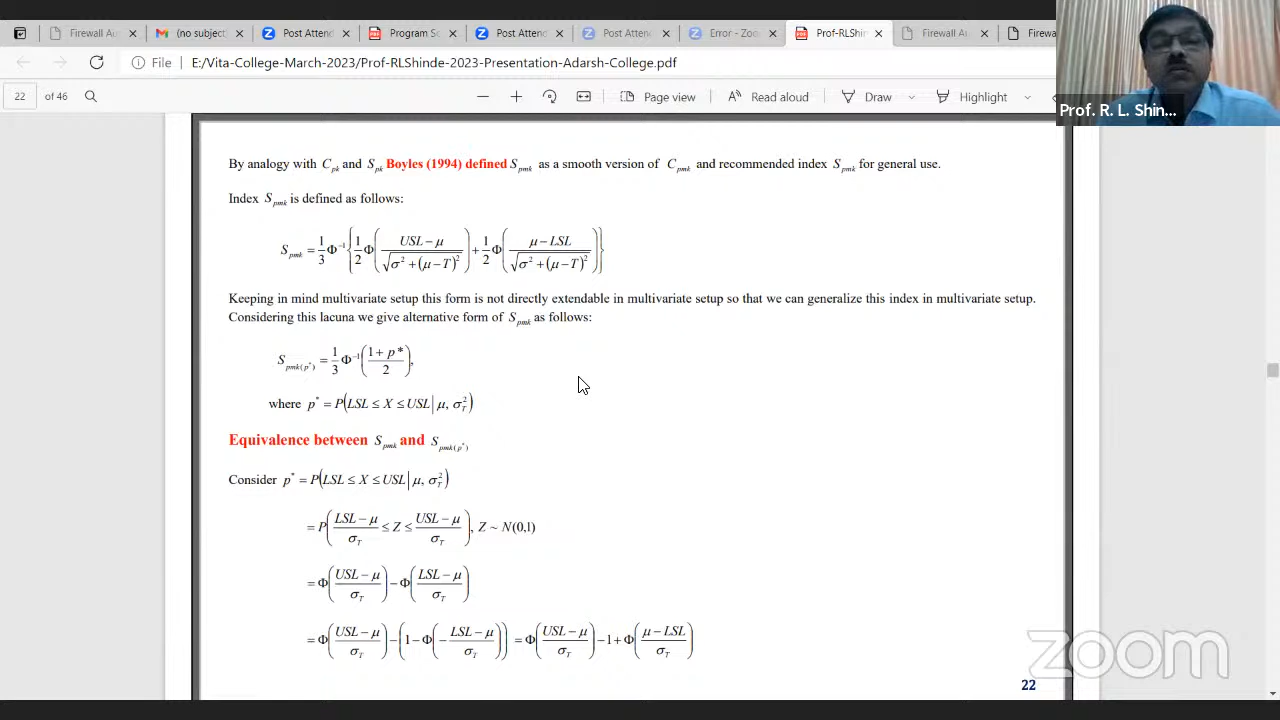 Firewall Au
(no subject
Post Attend
Program Sc
Post Attend
Post Attend
Error - Zoo
Prof-RLShin
Firewall Au
Firewa
File E:/Vita-College-March-2023/Prof-RLShinde-2023-Presentation-Adarsh-College.pdf
22 of 46 Page view Read aloud Draw Highlight
Prof. R. L. Shin...
By analogy with C_pk and S_pk Boyles (1994) defined S_pmk as a smooth version of C_pmk and recommended index S_pmk for general use.
Index S_pmk is defined as follows:
S_pmk = 1/3 Φ⁻¹{1/2 Φ((USL − μ)/√(σ² + (μ − T)²)) + 1/2 Φ((μ − LSL)/√(σ² + (μ − T)²))}
Keeping in mind multivariate setup this form is not directly extendable in multivariate setup so that we can generalize this index in multivariate setup.
Considering this lacuna we give alternative form of S_pmk as follows:
S_pmk(p*) = 1/3 Φ⁻¹((1 + p*)/2),
where p* = P(LSL ≤ X ≤ USL | μ, σ_T²)
Equivalence between S_pmk and S_pmk(p*)
Consider p* = P(LSL ≤ X ≤ USL | μ, σ_T²)
= P((LSL − μ)/σ_T ≤ Z ≤ (USL − μ)/σ_T), Z ~ N(0,1)
= Φ((USL − μ)/σ_T) − Φ((LSL − μ)/σ_T)
= Φ((USL − μ)/σ_T) − (1 − Φ(−(LSL − μ)/σ_T)) = Φ((USL − μ)/σ_T) − 1 + Φ((μ − LSL)/σ_T)
zoom
22